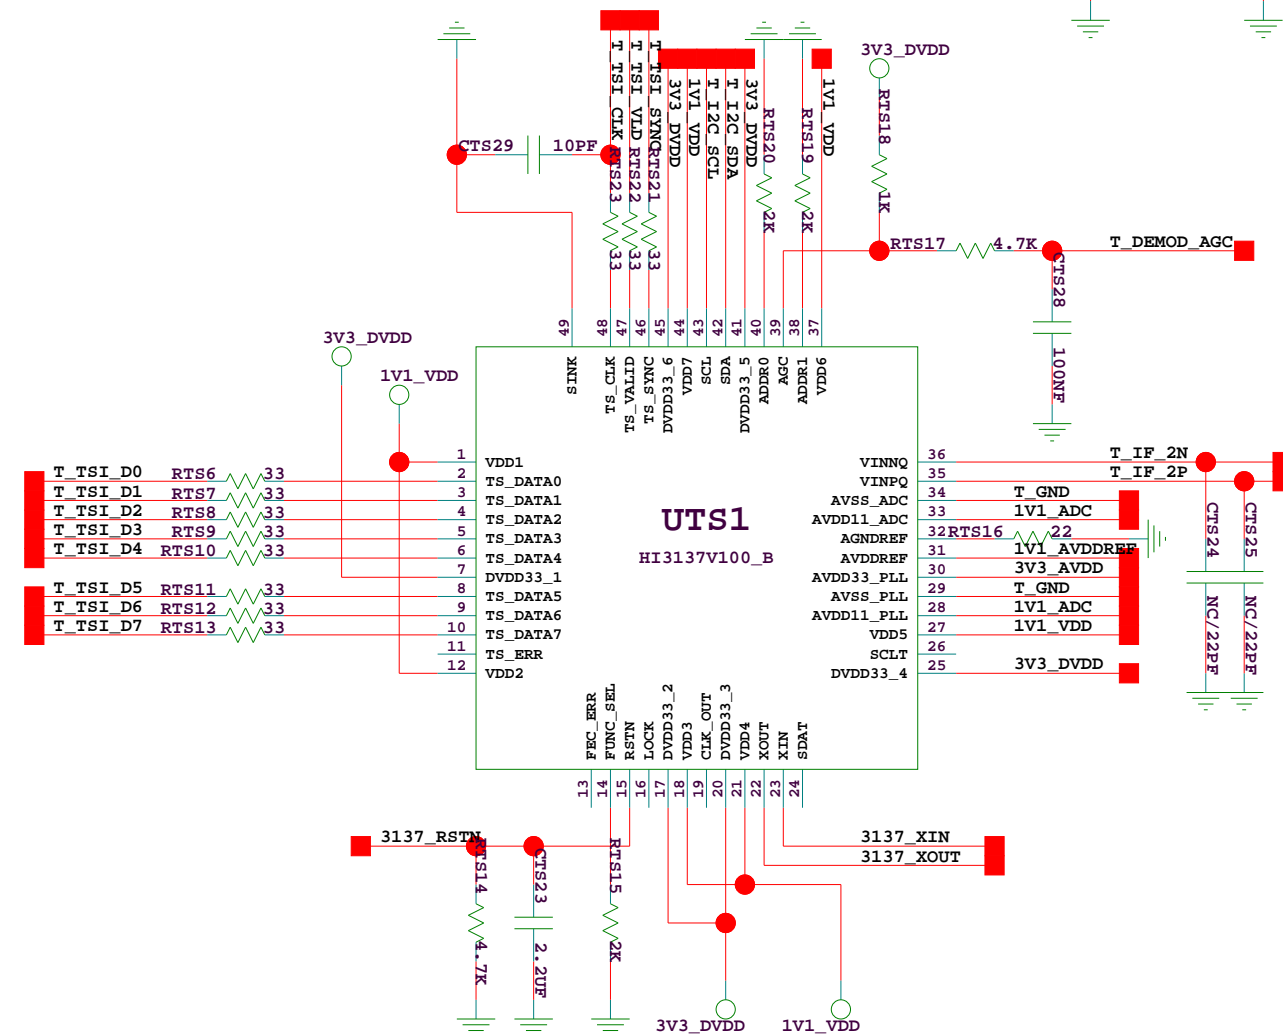 3V3_DVDD
T_TSI_CLK
T_TSI_VLD
T_TSI_SYNC
3V3_DVDD
1V1_VDD
T_I2C_SCL
T_I2C_SDA
3V3_DVDD
RTS20
RTS19
1V1_VDD
RTS18
CTS29
10PF
RTS23
RTS22
RTS21
2K
2K
1K
33
33
33
RTS17
4.7K
T_DEMOD_AGC
CTS28
100NF
49
48
47
46
45
44
43
42
41
40
39
38
37
3V3_DVDD
1V1_VDD
SINK
TS_CLK
TS_VALID
TS_SYNC
DVDD33_6
VDD7
SCL
SDA
DVDD33_5
ADDR0
AGC
ADDR1
VDD6
1 VDD1
T_TSI_D0 RTS6 33 2 TS_DATA0
T_TSI_D1 RTS7 33 3 TS_DATA1
T_TSI_D2 RTS8 33 4 TS_DATA2
T_TSI_D3 RTS9 33 5 TS_DATA3
T_TSI_D4 RTS10 33 6 TS_DATA4
7 DVDD33_1
T_TSI_D5 RTS11 33 8 TS_DATA5
T_TSI_D6 RTS12 33 9 TS_DATA6
T_TSI_D7 RTS13 33 10 TS_DATA7
11 TS_ERR
12 VDD2
UTS1
HI3137V100_B
VINNQ 36 T_IF_2N
VINPQ 35 T_IF_2P
AVSS_ADC 34 T_GND
AVDD11_ADC 33 1V1_ADC
AGNDREF 32 RTS16 22
AVDDREF 31 1V1_AVDDREF
AVDD33_PLL 30 3V3_AVDD
AVSS_PLL 29 T_GND
AVDD11_PLL 28 1V1_ADC
VDD5 27 1V1_VDD
SCLT 26
DVDD33_4 25 3V3_DVDD
CTS24
CTS25
NC/22PF
NC/22PF
FEC_ERR
FUNC_SEL
RSTN
LOCK
DVDD33_2
VDD3
CLK_OUT
DVDD33_3
VDD4
XOUT
XIN
SDAT
13
14
15
16
17
18
19
20
21
22
23
24
3137_RSTN
3137_XIN
3137_XOUT
RTS14
CTS23
RTS15
4.7K
2.2UF
2K
3V3_DVDD
1V1_VDD